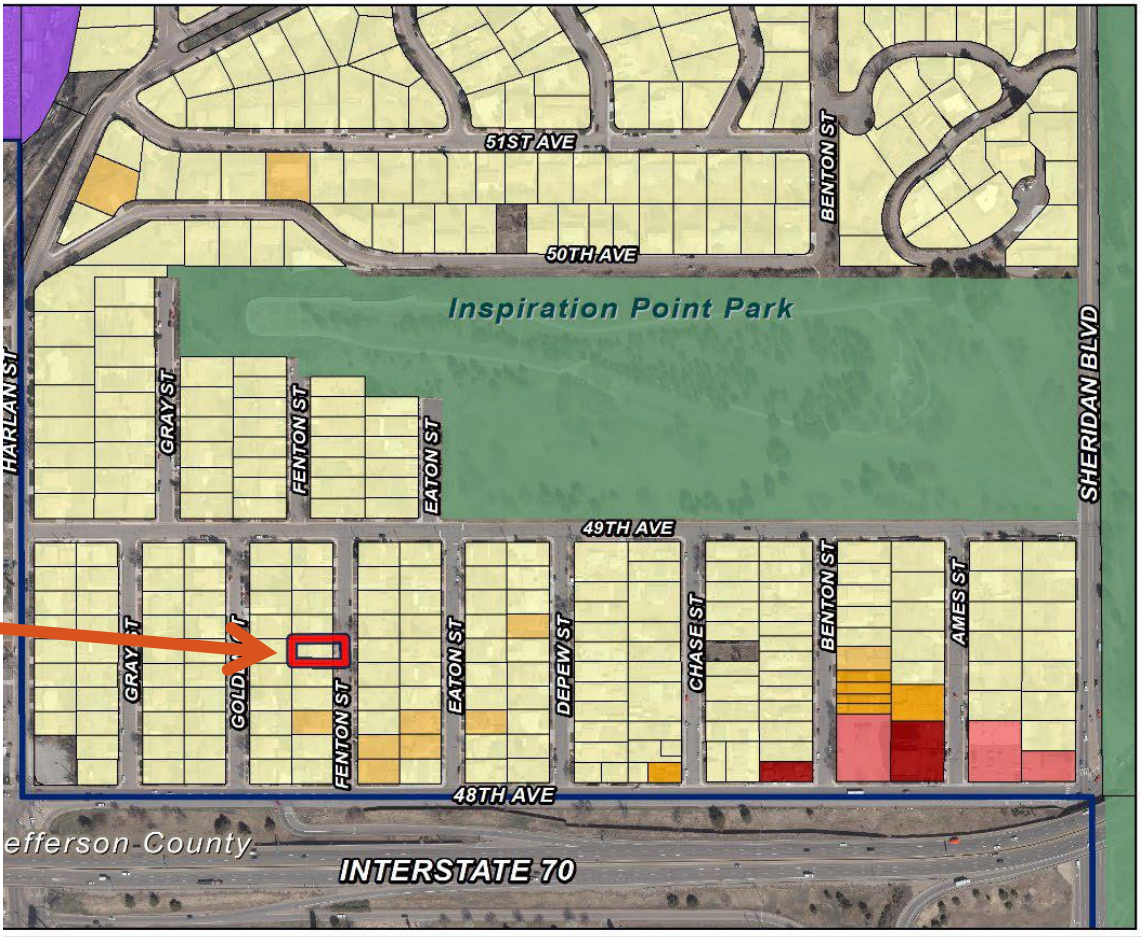 51ST AVE
BENTON ST
50TH AVE
Inspiration Point Park
SHERIDAN BLVD
HARLAN ST
GRAY ST
FENTON ST
EATON ST
49TH AVE
GRAY ST
FENTON ST
EATON ST
DEPEW ST
CHASE ST
BENTON ST
AMES ST
48TH AVE
efferson County
INTERSTATE 70